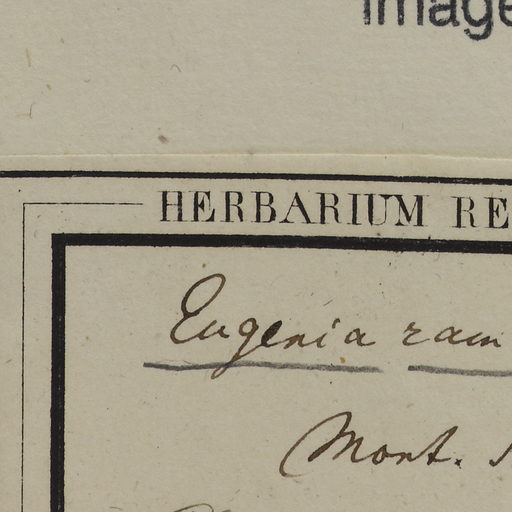 image
HERBARIUM RE
Eugenia ram
Mont.